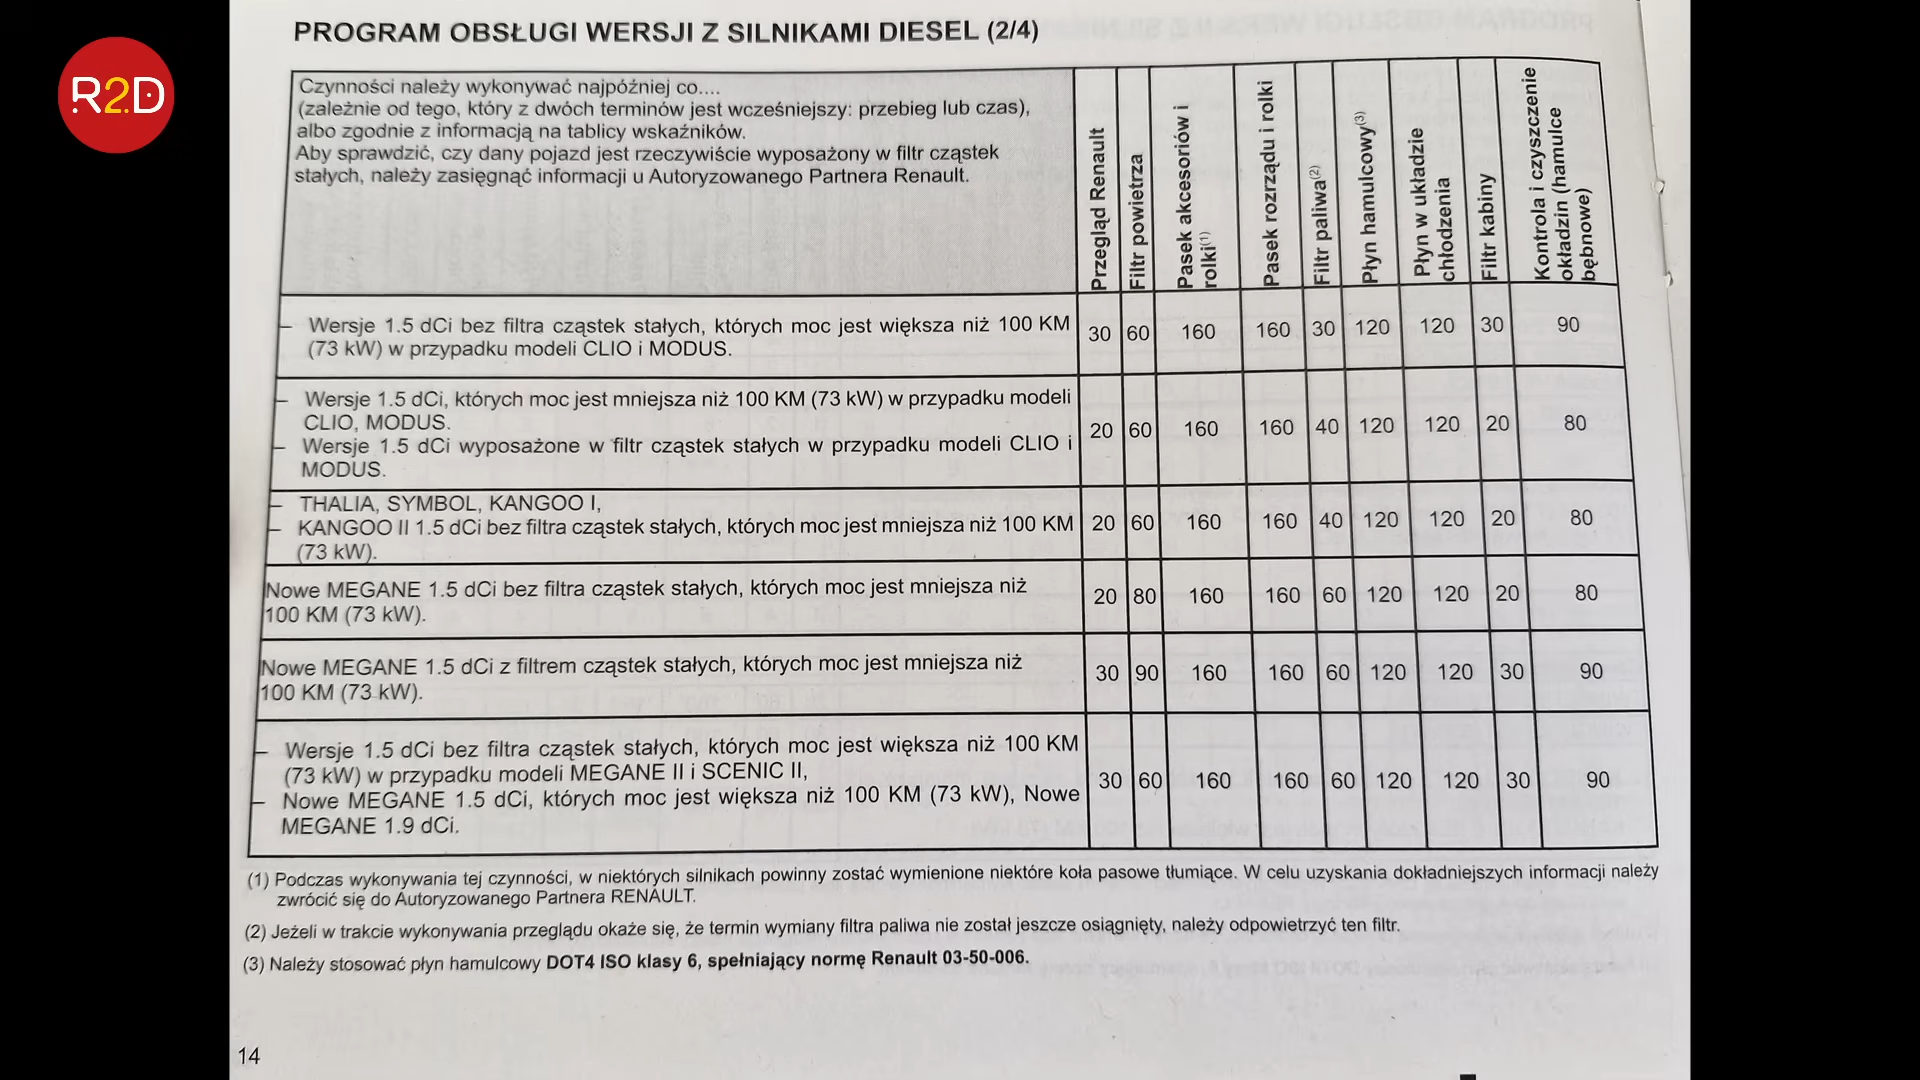 R2D
PROGRAM OBSŁUGI WERSJI Z SILNIKAMI DIESEL (2/4)
Czynności należy wykonywać najpóźniej co....
(zależnie od tego, który z dwóch terminów jest wcześniejszy: przebieg lub czas),
albo zgodnie z informacją na tablicy wskaźników.
Aby sprawdzić, czy dany pojazd jest rzeczywiście wyposażony w filtr cząstek
stałych, należy zasięgnąć informacji u Autoryzowanego Partnera Renault.
Przegląd Renault
Filtr powietrza
Pasek akcesoriów i
rolki(1)
Pasek rozrządu i rolki
Filtr paliwa(2)
Płyn hamulcowy(3)
Płyn w układzie
chłodzenia
Filtr kabiny
Kontrola i czyszczenie
okładzin (hamulce
bębnowe)
– Wersje 1.5 dCi bez filtra cząstek stałych, których moc jest większa niż 100 KM
(73 kW) w przypadku modeli CLIO i MODUS.
30 60 160 160 30 120 120 30 90
– Wersje 1.5 dCi, których moc jest mniejsza niż 100 KM (73 kW) w przypadku modeli
CLIO, MODUS.
– Wersje 1.5 dCi wyposażone w filtr cząstek stałych w przypadku modeli CLIO i
MODUS.
20 60 160 160 40 120 120 20 80
– THALIA, SYMBOL, KANGOO I,
– KANGOO II 1.5 dCi bez filtra cząstek stałych, których moc jest mniejsza niż 100 KM
(73 kW).
20 60 160 160 40 120 120 20 80
Nowe MEGANE 1.5 dCi bez filtra cząstek stałych, których moc jest mniejsza niż
100 KM (73 kW).
20 80 160 160 60 120 120 20 80
Nowe MEGANE 1.5 dCi z filtrem cząstek stałych, których moc jest mniejsza niż
100 KM (73 kW).
30 90 160 160 60 120 120 30 90
– Wersje 1.5 dCi bez filtra cząstek stałych, których moc jest większa niż 100 KM
(73 kW) w przypadku modeli MEGANE II i SCENIC II,
– Nowe MEGANE 1.5 dCi, których moc jest większa niż 100 KM (73 kW), Nowe
MEGANE 1.9 dCi.
30 60 160 160 60 120 120 30 90
(1) Podczas wykonywania tej czynności, w niektórych silnikach powinny zostać wymienione niektóre koła pasowe tłumiące. W celu uzyskania dokładniejszych informacji należy
zwrócić się do Autoryzowanego Partnera RENAULT.
(2) Jeżeli w trakcie wykonywania przeglądu okaże się, że termin wymiany filtra paliwa nie został jeszcze osiągnięty, należy odpowietrzyć ten filtr.
(3) Należy stosować płyn hamulcowy DOT4 ISO klasy 6, spełniający normę Renault 03-50-006.
14